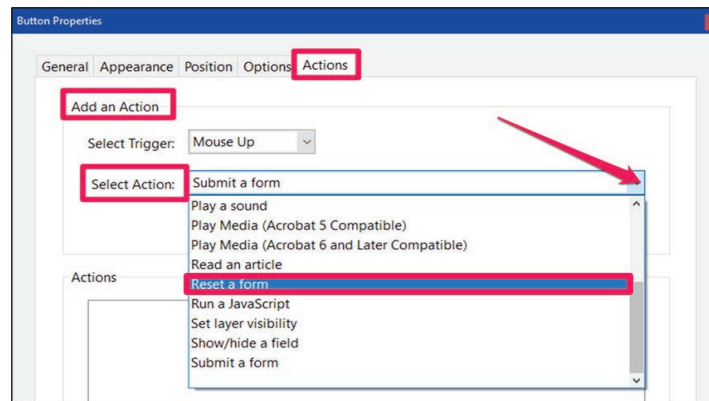 Button Properties
General Appearance Position Options Actions
Add an Action
Select Trigger: Mouse Up
Select Action: Submit a form
Play a sound
Play Media (Acrobat 5 Compatible)
Play Media (Acrobat 6 and Later Compatible)
Read an article
Actions
Reset a form
Run a JavaScript
Set layer visibility
Show/hide a field
Submit a form